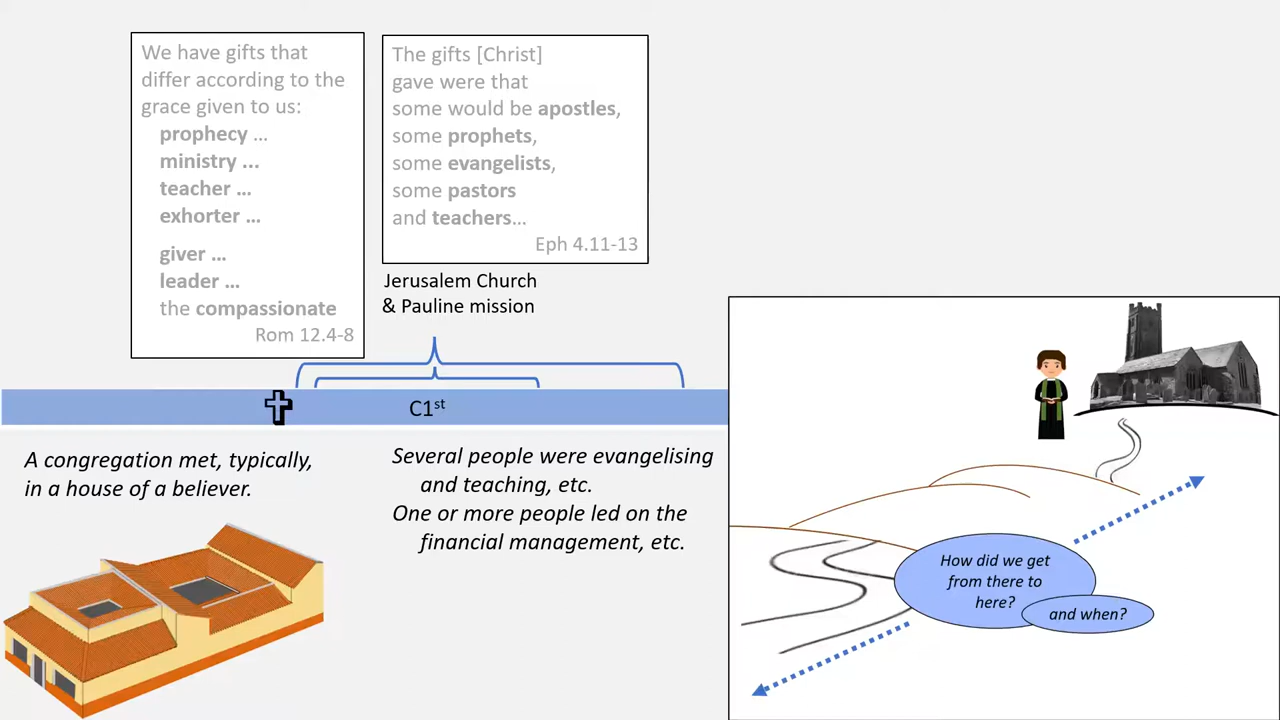 We have gifts that
differ according to the
grace given to us:
prophecy ...
ministry ...
teacher ...
exhorter ...
giver ...
leader ...
the compassionate
Rom 12.4-8
The gifts [Christ]
gave were that
some would be apostles,
some prophets,
some evangelists,
some pastors
and teachers...
Eph 4.11-13
Jerusalem Church
& Pauline mission
C1st
A congregation met, typically,
in a house of a believer.
Several people were evangelising
and teaching, etc.
One or more people led on the
financial management, etc.
How did we get
from there to
here?
and when?